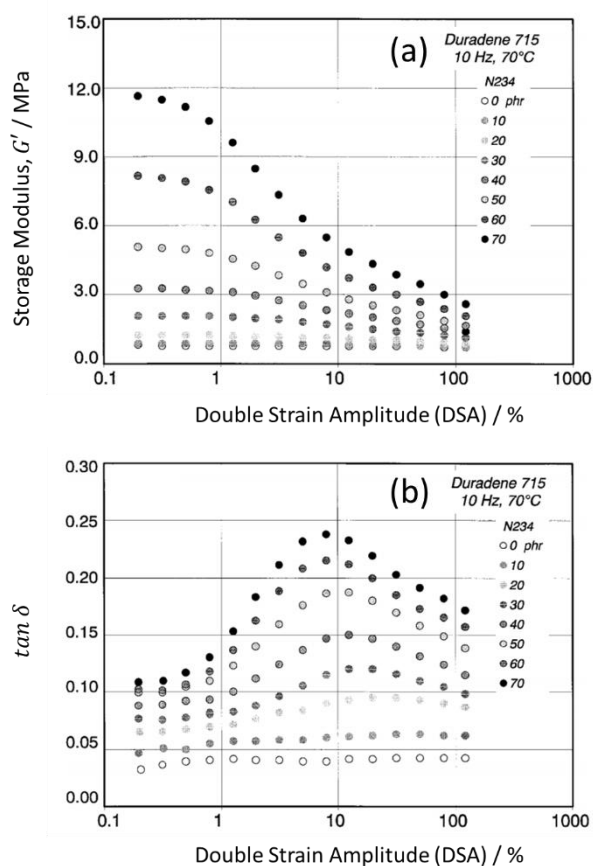 15.0
(a)
Duradene 715
10 Hz, 70°C
N234
0 phr
10
20
30
40
50
60
70
12.0
9.0
6.0
3.0
0.0
Storage Modulus, G′ / MPa
0.1
1
10
100
1000
Double Strain Amplitude (DSA) / %
0.30
(b)
Duradene 715
10 Hz, 70°C
N234
0 phr
10
20
30
40
50
60
70
0.25
0.20
0.15
0.10
0.05
0.00
tan δ
0.1
1
10
100
1000
Double Strain Amplitude (DSA) / %